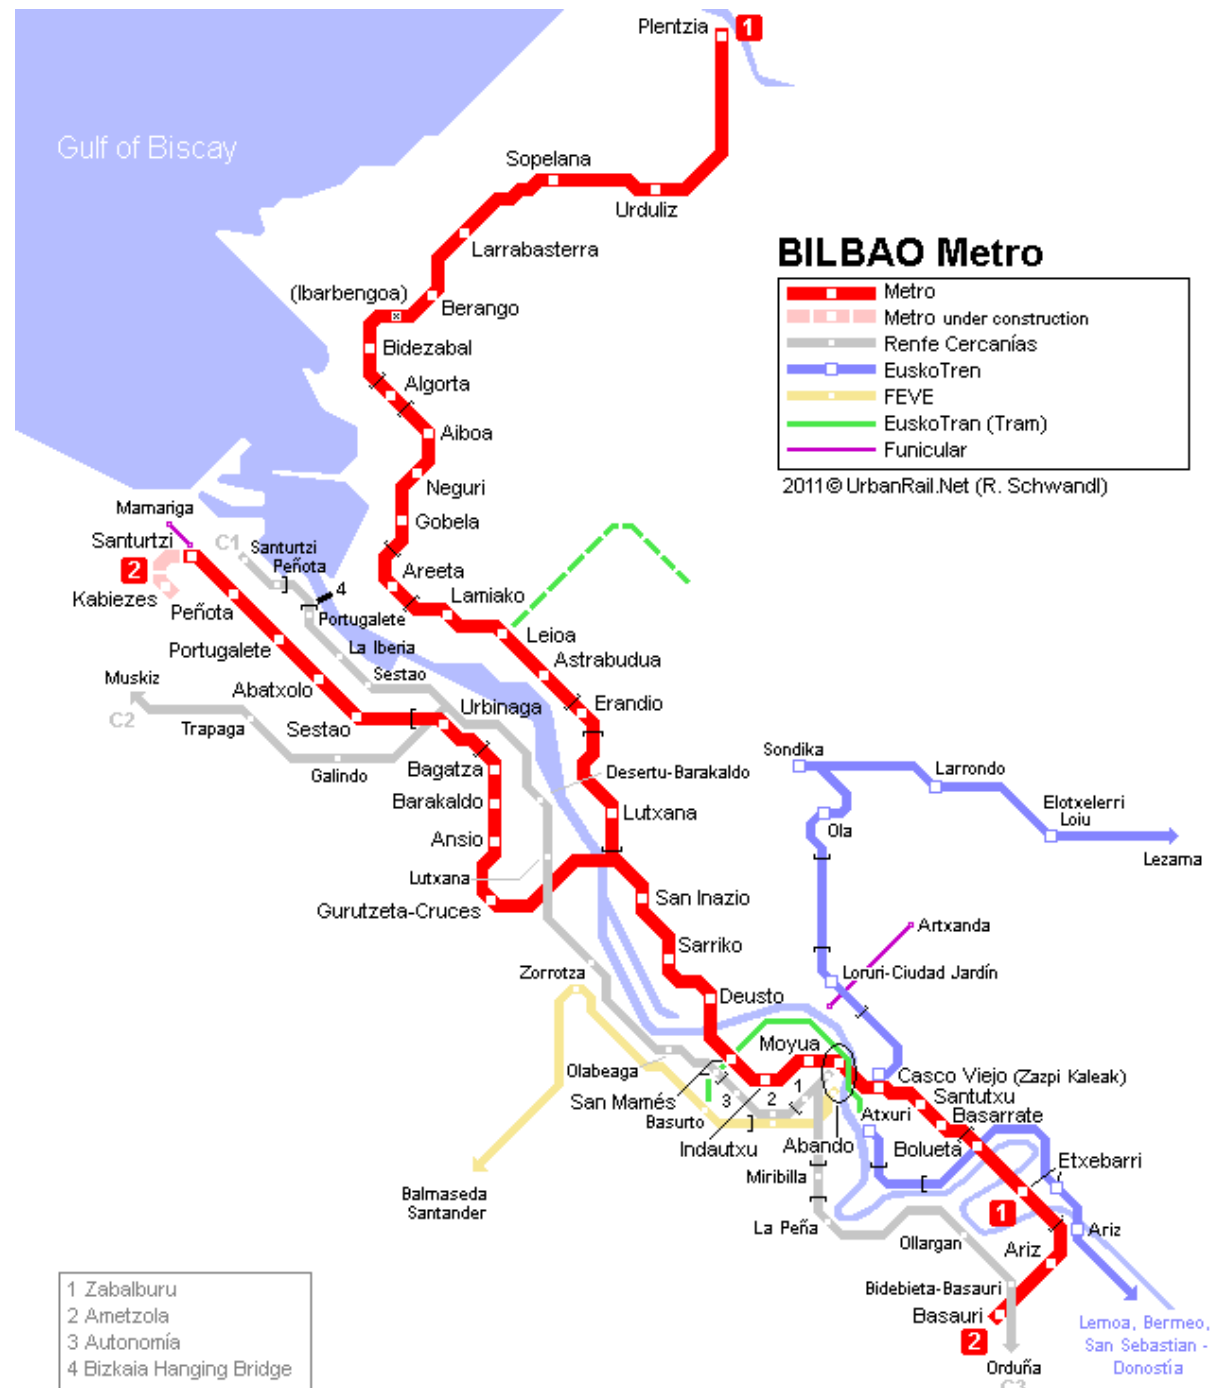 Plentzia
1
Gulf of Biscay
Sopelana
Urduliz
Larrabasterra
BILBAO Metro
Metro
Metro under construction
Renfe Cercanías
EuskoTren
FEVE
EuskoTran (Tram)
Funicular
2011© UrbanRail.Net (R. Schwandl)
(Ibarbengoa)
Berango
Bidezabal
Algorta
Aiboa
Neguri
Gobela
Areeta
Lamiako
Leioa
Astrabudua
Erandio
Mamariga
Santurtzi
2
Kabiezes
C1
Santurtzi
Peñota
4
Portugalete
La Iberia
Sestao
Peñota
Portugalete
Abatxolo
Sestao
Urbinaga
Muskiz
C2
Trapaga
Galindo
Bagatza
Barakaldo
Ansio
Lutxana
Gurutzeta-Cruces
Desertu-Barakaldo
Lutxana
San Inazio
Sarriko
Deusto
Sondika
Larrondo
Ola
Elotxelerri
Loiu
Lezama
Artxanda
Loruri-Ciudad Jardín
Zorrotza
Olabeaga
San Mamés
Basurto
Indautxu
Moyua
1
2
3
Abando
Casco Viejo (Zazpi Kaleak)
Santutxu
Basarrate
Atxuri
Bolueta
Etxebarri
Miribilla
La Peña
1
Ariz
Ollargan
Ariz
Bidebieta-Basauri
Basauri
2
Orduña
C3
Balmaseda
Santander
Lemoa, Bermeo,
San Sebastian -
Donostía
1 Zabalburu
2 Ametzola
3 Autonomía
4 Bizkaia Hanging Bridge